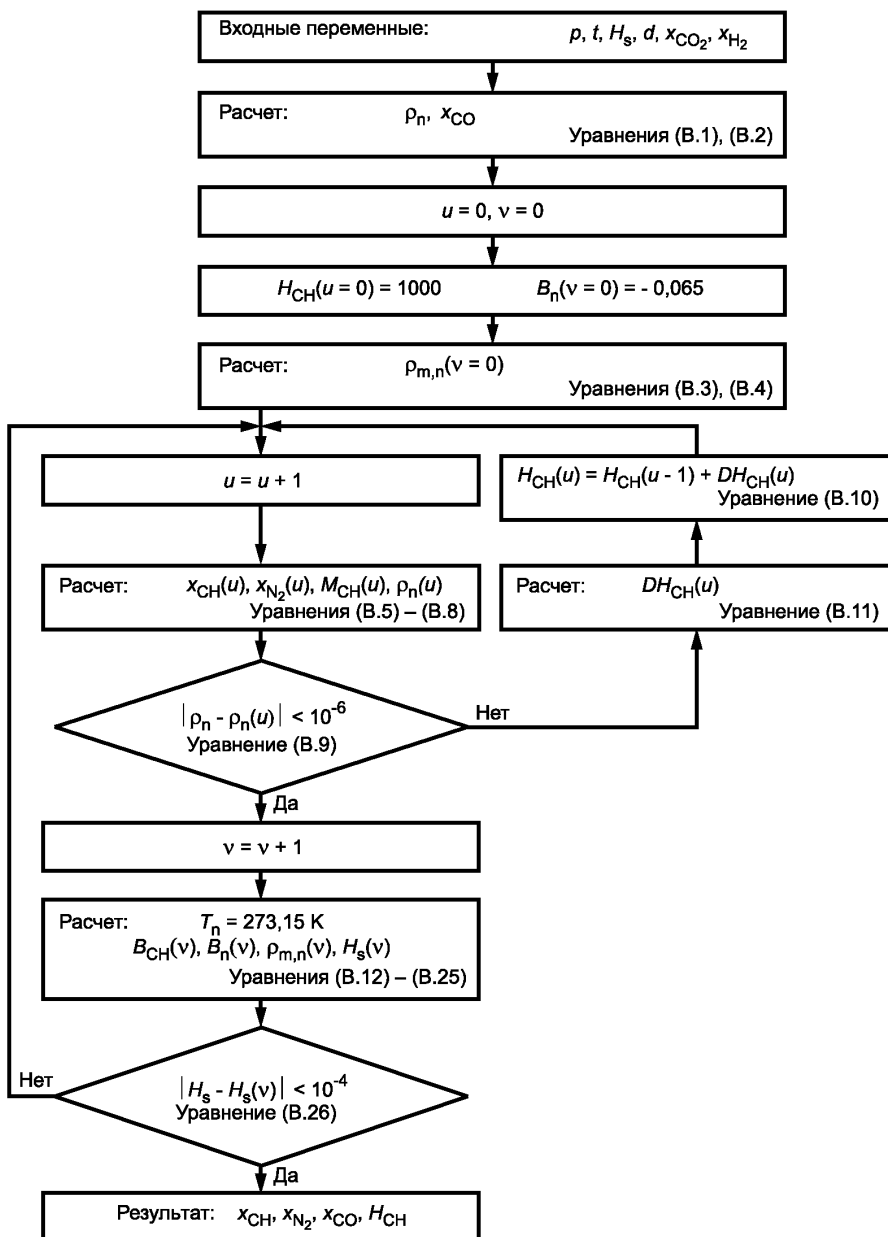 Входные переменные: p, t, Hs, d, xCO2, xH2
Расчет: ρn, xCO
Уравнения (В.1), (В.2)
u = 0, ν = 0
HCH(u = 0) = 1000 Bn(ν = 0) = - 0,065
Расчет: ρm,n(ν = 0)
Уравнения (В.3), (В.4)
u = u + 1
HCH(u) = HCH(u - 1) + DHCH(u)
Уравнение (В.10)
Расчет: xCH(u), xN2(u), MCH(u), ρn(u)
Уравнения (В.5) – (В.8)
Расчет: DHCH(u)
Уравнение (В.11)
|ρn - ρn(u)| < 10-6
Уравнение (В.9)
Нет
Да
ν = ν + 1
Расчет: Tn = 273,15 K
BCH(ν), Bn(ν), ρm,n(ν), Hs(ν)
Уравнения (В.12) – (В.25)
Нет
|Hs - Hs(ν)| < 10-4
Уравнение (В.26)
Да
Результат: xCH, xN2, xCO, HCH